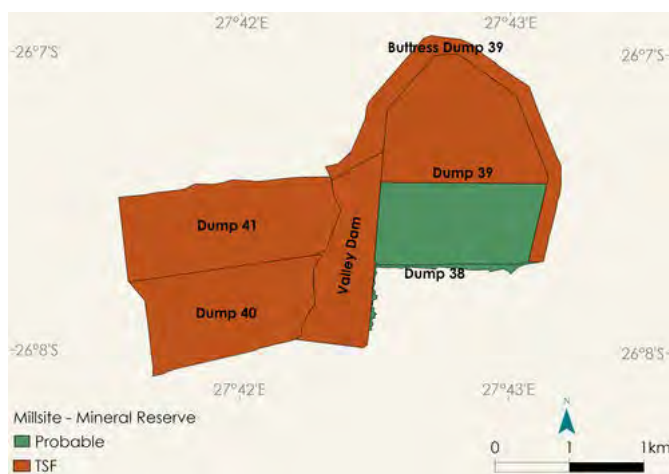 27°42'E 27°43'E
26°7'S 26°7'S
Buttress Dump 39
Dump 39
Dump 41
Valley Dam
Dump 38
Dump 40
26°8'S 26°8'S
27°42'E 27°43'E
Millsite - Mineral Reserve
Probable
TSF
N
0 1 1km